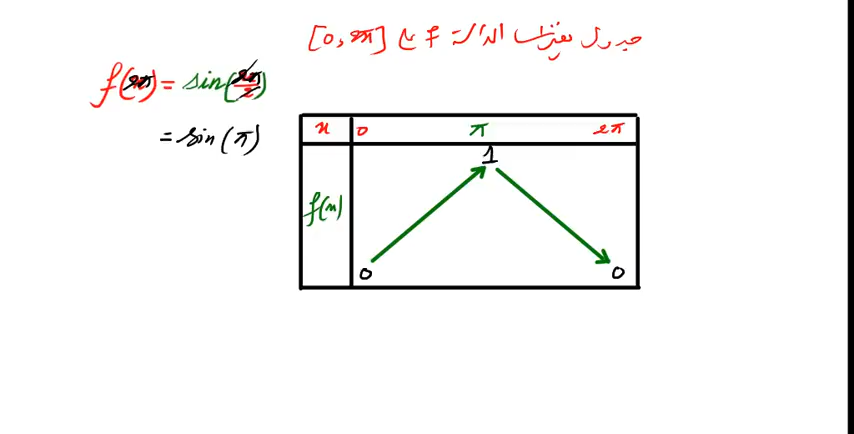 جدول تغيرات الدالة f على [0, 2π]
f(2π) = sin(2π/2)
= sin(π)
x 0 π 2π
1
f(x)
0 0